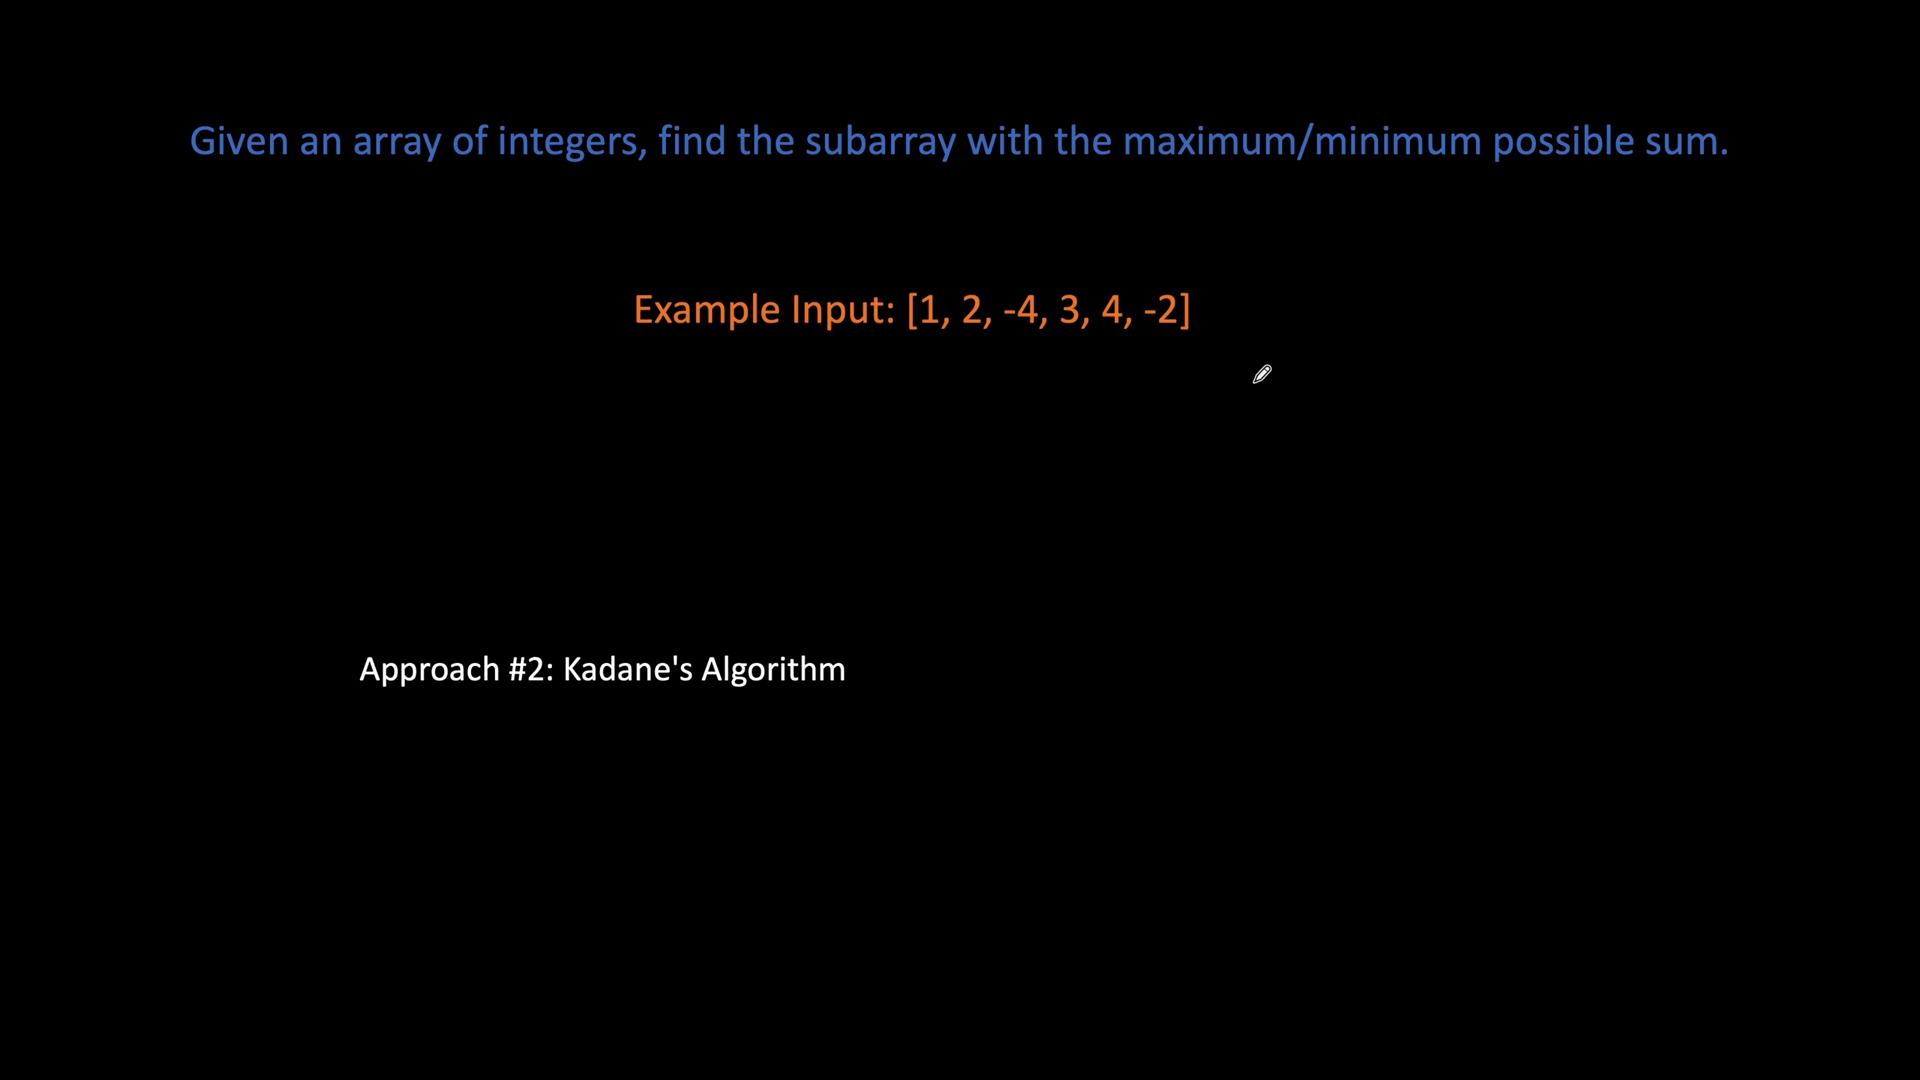 Given an array of integers, find the subarray with the maximum/minimum possible sum.
Example Input: [1, 2, -4, 3, 4, -2]
Approach #2: Kadane's Algorithm